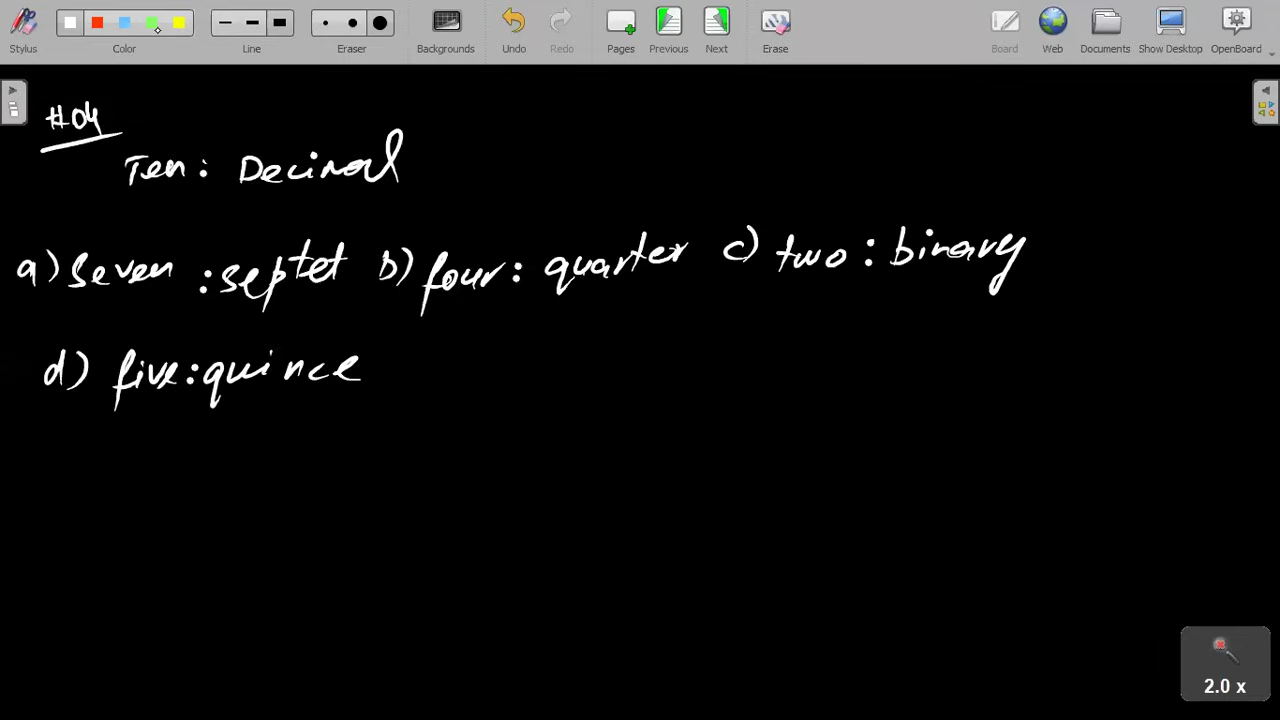 Stylus Color Line Eraser Backgrounds Undo Redo Pages Previous Next Erase Board Web Documents Show Desktop OpenBoard
#04
Ten: Decimal
a) seven : septet b) four: quarter c) two: binary
d) five: quince
2.0 x